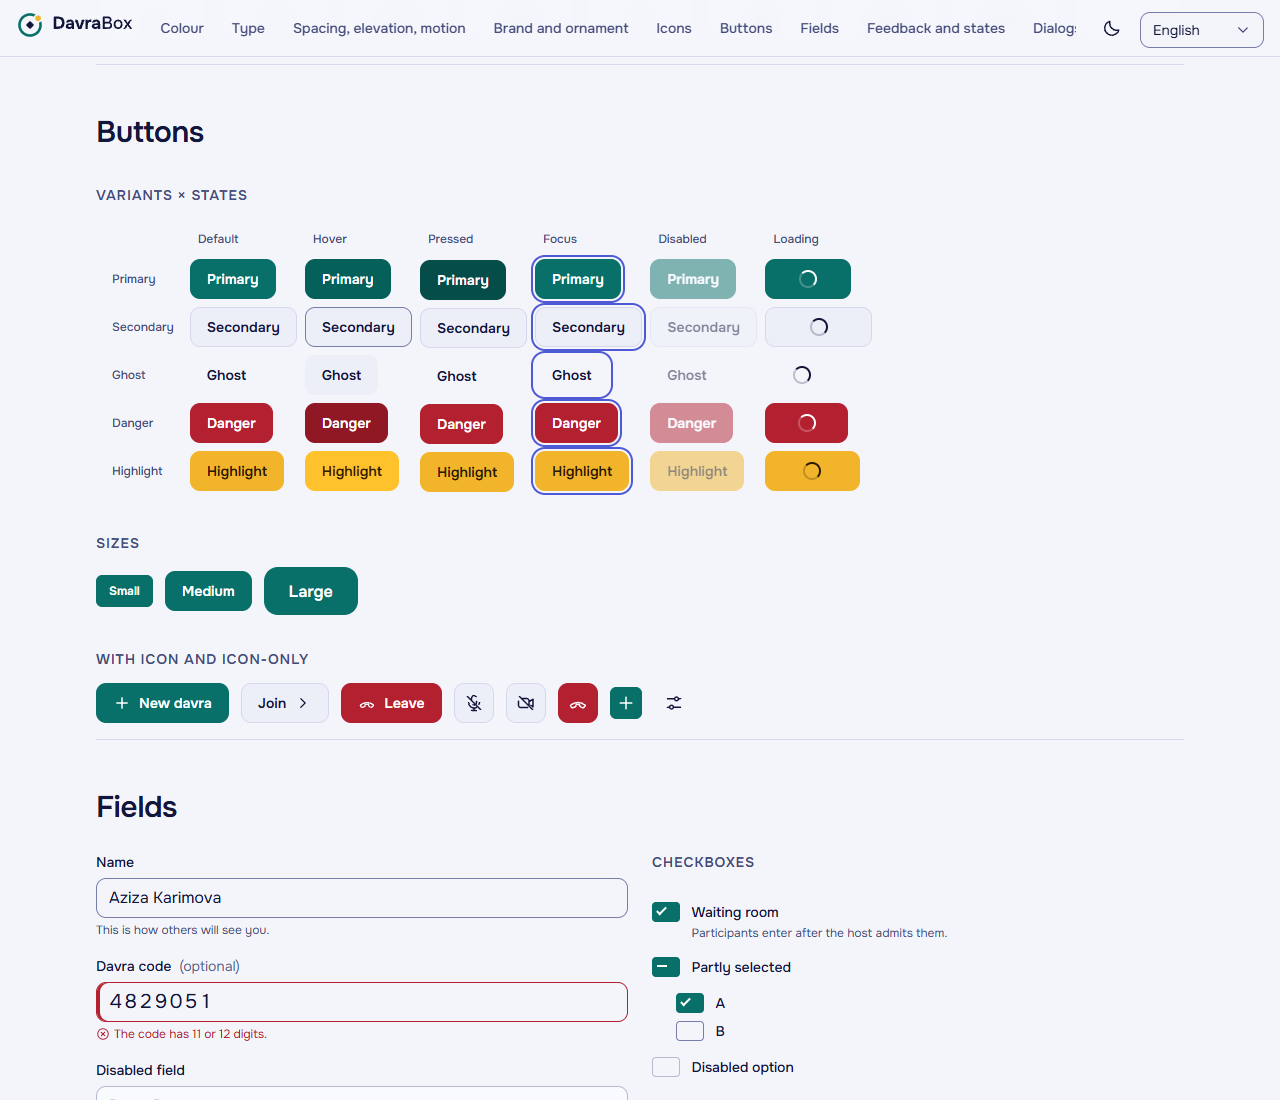 DavraBox Colour Type Spacing, elevation, motion Brand and ornament Icons Buttons Fields Feedback and states Dialogs English
Buttons
VARIANTS × STATES
Default Hover Pressed Focus Disabled Loading
Primary Primary Primary Primary Primary Primary
Secondary Secondary Secondary Secondary Secondary Secondary
Ghost Ghost Ghost Ghost Ghost Ghost
Danger Danger Danger Danger Danger Danger
Highlight Highlight Highlight Highlight Highlight Highlight
SIZES
Small Medium Large
WITH ICON AND ICON-ONLY
New davra Join Leave
Fields
Name
Aziza Karimova
This is how others will see you.
Davra code (optional)
4829051
The code has 11 or 12 digits.
Disabled field
CHECKBOXES
Waiting room
Participants enter after the host admits them.
Partly selected
A
B
Disabled option